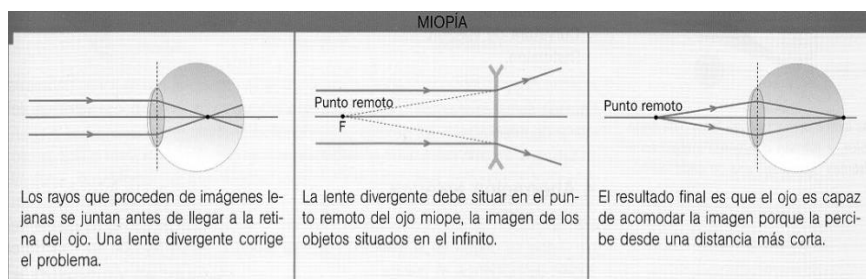 MIOPÍA
Punto remoto
F
Punto remoto
Los rayos que proceden de imágenes le-
janas se juntan antes de llegar a la reti-
na del ojo. Una lente divergente corrige
el problema.
La lente divergente debe situar en el pun-
to remoto del ojo miope, la imagen de los
objetos situados en el infinito.
El resultado final es que el ojo es capaz
de acomodar la imagen porque la perci-
be desde una distancia más corta.